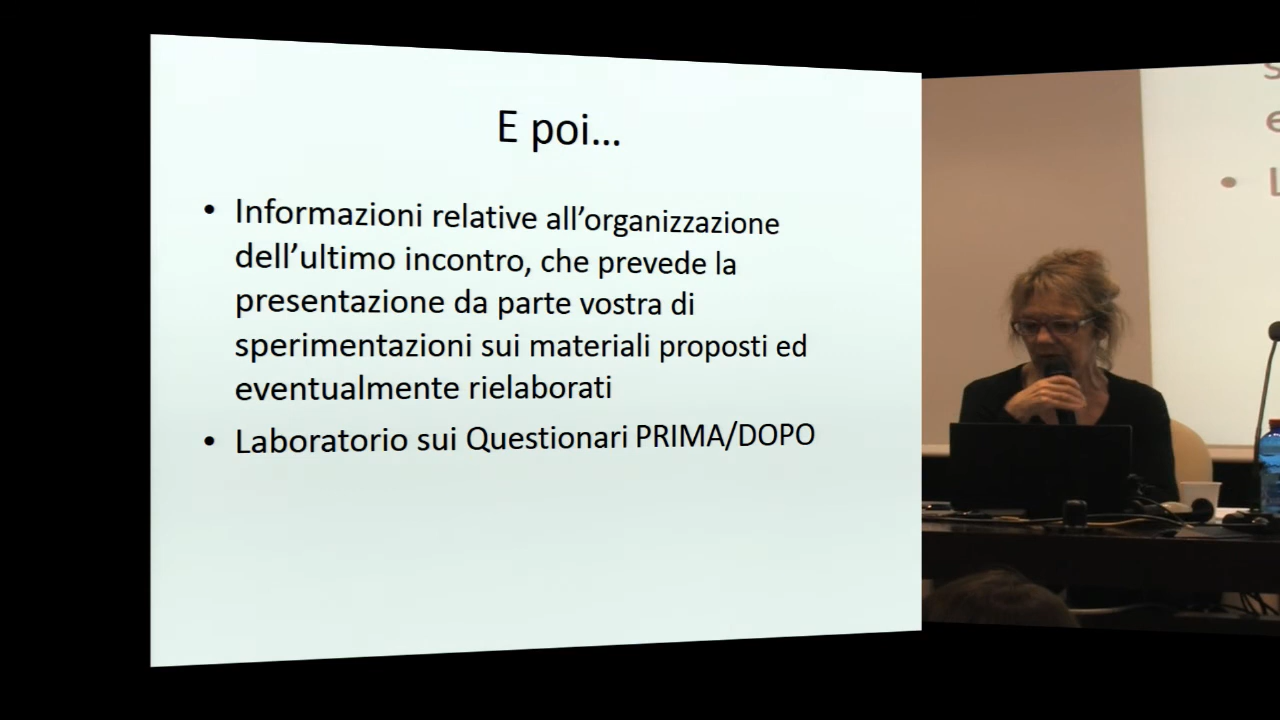 E poi…
• Informazioni relative all’organizzazione
dell’ultimo incontro, che prevede la
presentazione da parte vostra di
sperimentazioni sui materiali proposti ed
eventualmente rielaborati
• Laboratorio sui Questionari PRIMA/DOPO